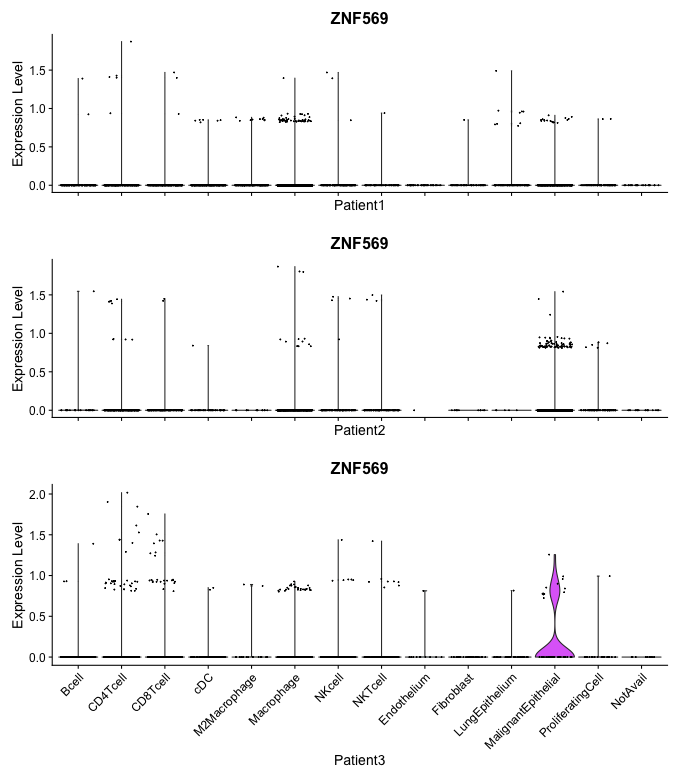 ZNF569
Expression Level
1.5
1.0
0.5
0.0
Patient1
ZNF569
Expression Level
1.5
1.0
0.5
0.0
Patient2
ZNF569
Expression Level
2.0
1.5
1.0
0.5
0.0
Bcell
CD4Tcell
CD8Tcell
cDC
M2Macrophage
Macrophage
NKcell
NKTcell
Endothelium
Fibroblast
LungEpithelium
MalignantEpithelial
ProliferatingCell
NotAvail
Patient3